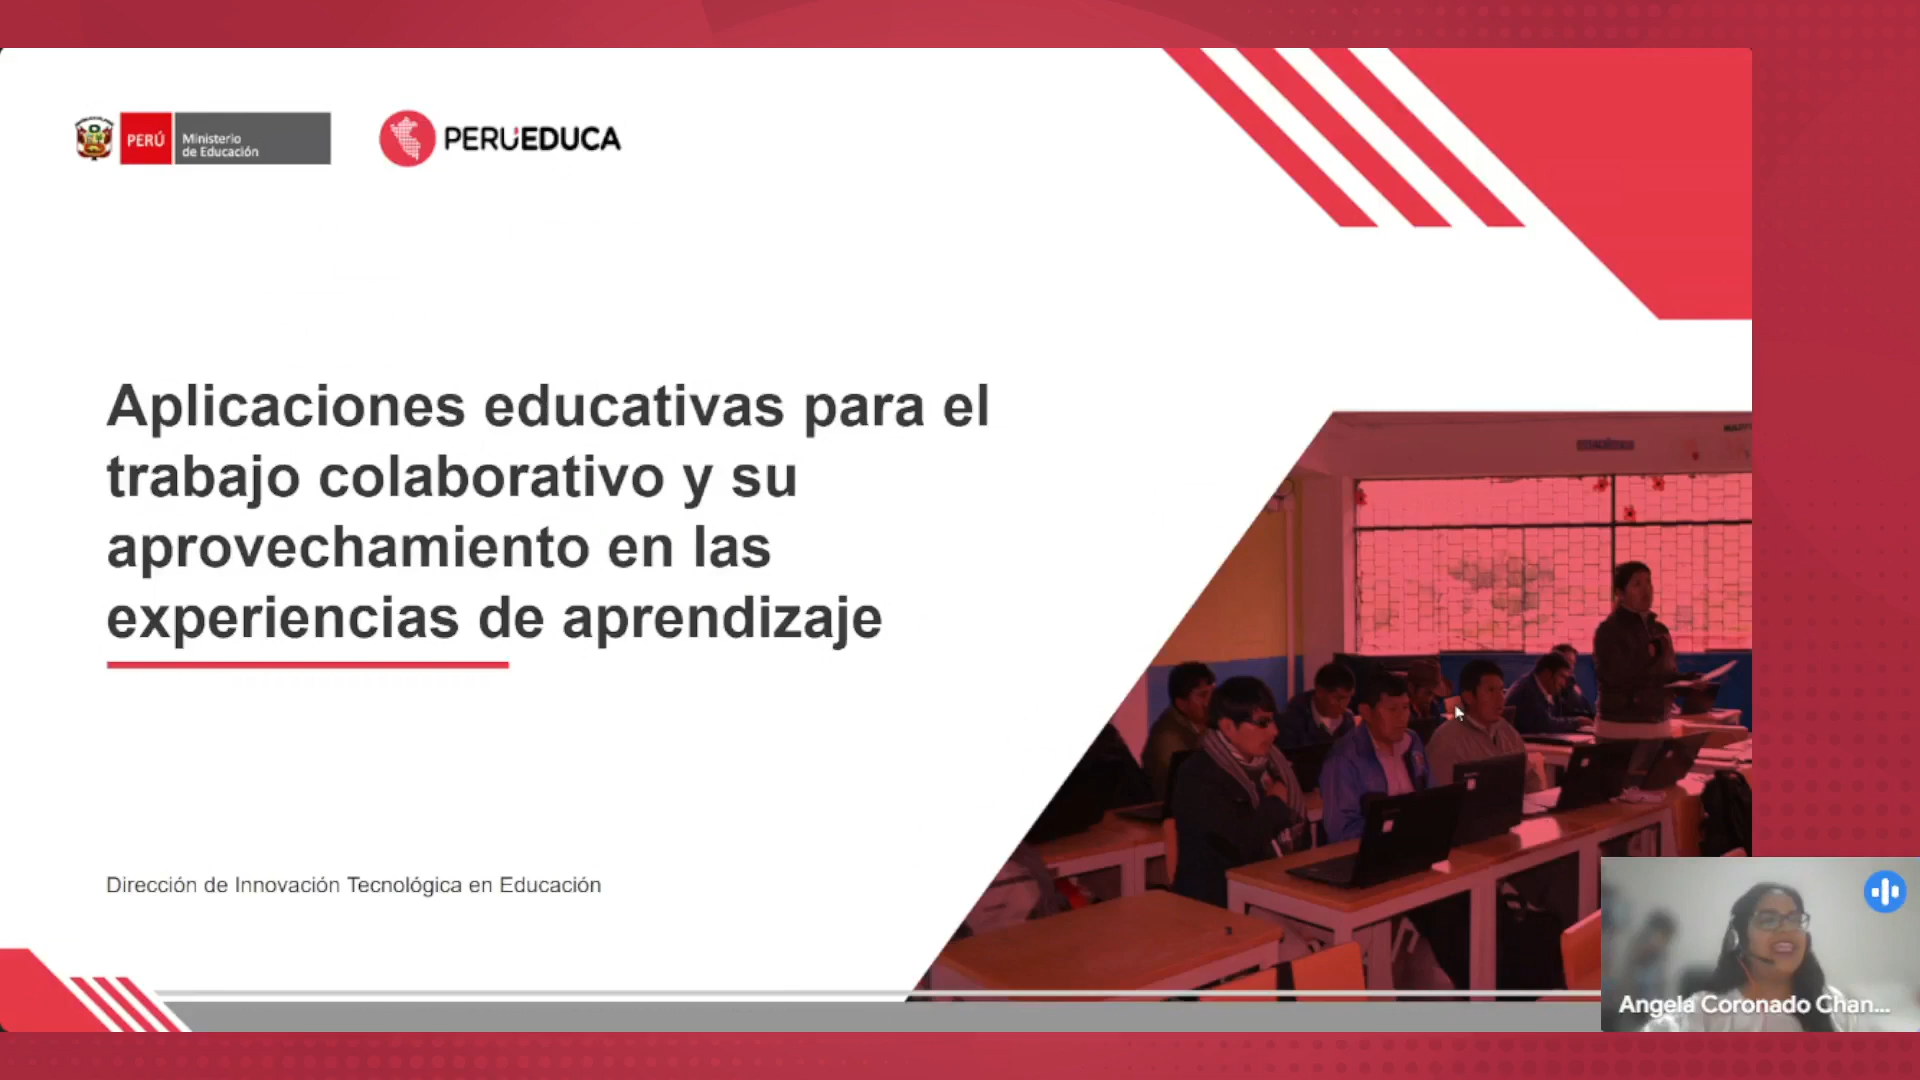 PERÚ
Ministerio
de Educación
PERÚEDUCA
Aplicaciones educativas para el
trabajo colaborativo y su
aprovechamiento en las
experiencias de aprendizaje
Dirección de Innovación Tecnológica en Educación
Angela Coronado Chan...